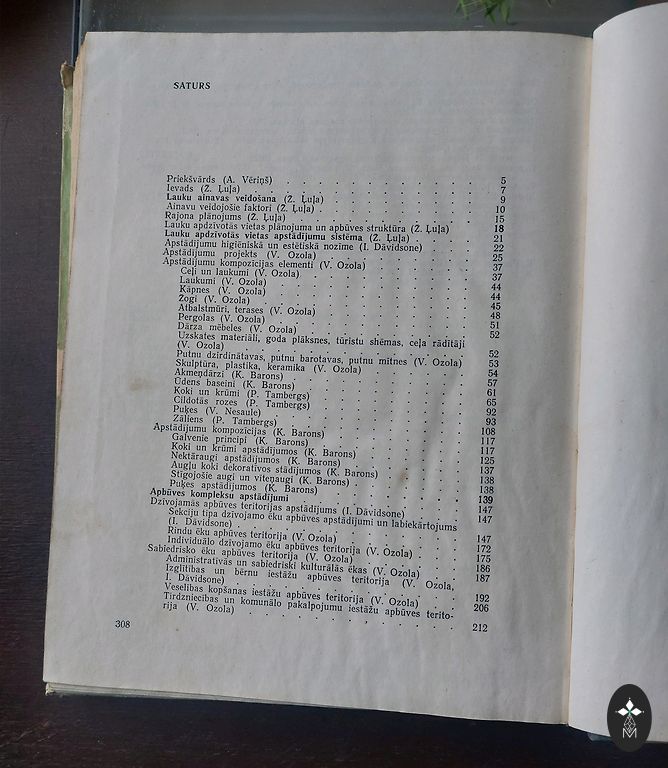 SATURS
Priekšvārds (A. Vēriņš) 5
Ievads (Ž. Ļuļa) 7
Lauku ainavas veidošana (Ž. Ļuļa) 9
Ainavu veidojošie faktori (Ž. Ļuļa) 10
Rajona plānojums (Ž. Ļuļa) 15
Lauku apdzīvotās vietas plānojuma un apbūves struktūra (Ž. Ļuļa) 18
Lauku apdzīvotās vietas apstādījumu sistēma (Ž. Ļuļa) 21
Apstādījumu higiēniskā un estētiskā nozīme (I. Dāvidsone) 22
Apstādījumu projekts (V. Ozola) 25
Apstādījumu kompozīcijas elementi (V. Ozola) 37
Ceļi un laukumi (V. Ozola) 37
Laukumi (V. Ozola) 44
Kāpnes (V. Ozola) 44
Žogi (V. Ozola) 45
Atbalstmūri, terases (V. Ozola) 48
Pergolas (V. Ozola) 51
Dārza mēbeles (V. Ozola) 52
Uzskates materiāli, goda plāksnes, tūristu shēmas, ceļa rādītāji
(V. Ozola) 52
Putnu dzirdinātavas, putnu barotavas, putnu mītnes (V. Ozola) 53
Skulptūra, plastika, keramika (V. Ozola) 54
Akmeņdārzi (K. Barons) 57
Ūdens baseini (K. Barons) 61
Koki un krūmi (P. Tambergs) 65
Cildotās rozes (P. Tambergs) 92
Puķes (V. Nesaule) 93
Zāliens (P. Tambergs) 108
Apstādījumu kompozīcijas (K. Barons) 117
Galvenie principi (K. Barons) 117
Koki un krūmi apstādījumos (K. Barons) 125
Nektāraugi apstādījumos (K. Barons) 137
Augļu koki dekoratīvos stādījumos (K. Barons) 138
Stīgojošie augi un vīteņaugi (K. Barons) 138
Puķes apstādījumos (K. Barons) 139
Apbūves kompleksu apstādījumi 147
Dzīvojamās apbūves teritorijas apstādījums (I. Dāvidsone) 147
Sekciju tipa dzīvojamo ēku apbūves apstādījumi un labiekārtojums
(I. Dāvidsone) 147
Rindu ēku apbūves teritorija (V. Ozola) 172
Individuālo dzīvojamo ēku apbūves teritorija (V. Ozola) 175
Sabiedrisko ēku apbūves teritorija (V. Ozola) 186
Administratīvās un sabiedriski kulturālās ēkas (V. Ozola) 187
Izglītības un bērnu iestāžu apbūves teritorija (V. Ozola,
I. Dāvidsone) 192
Veselības kopšanas iestāžu apbūves teritorija (V. Ozola) 206
Tirdzniecības un komunālo pakalpojumu iestāžu apbūves terito-
rija (V. Ozola) 212
308